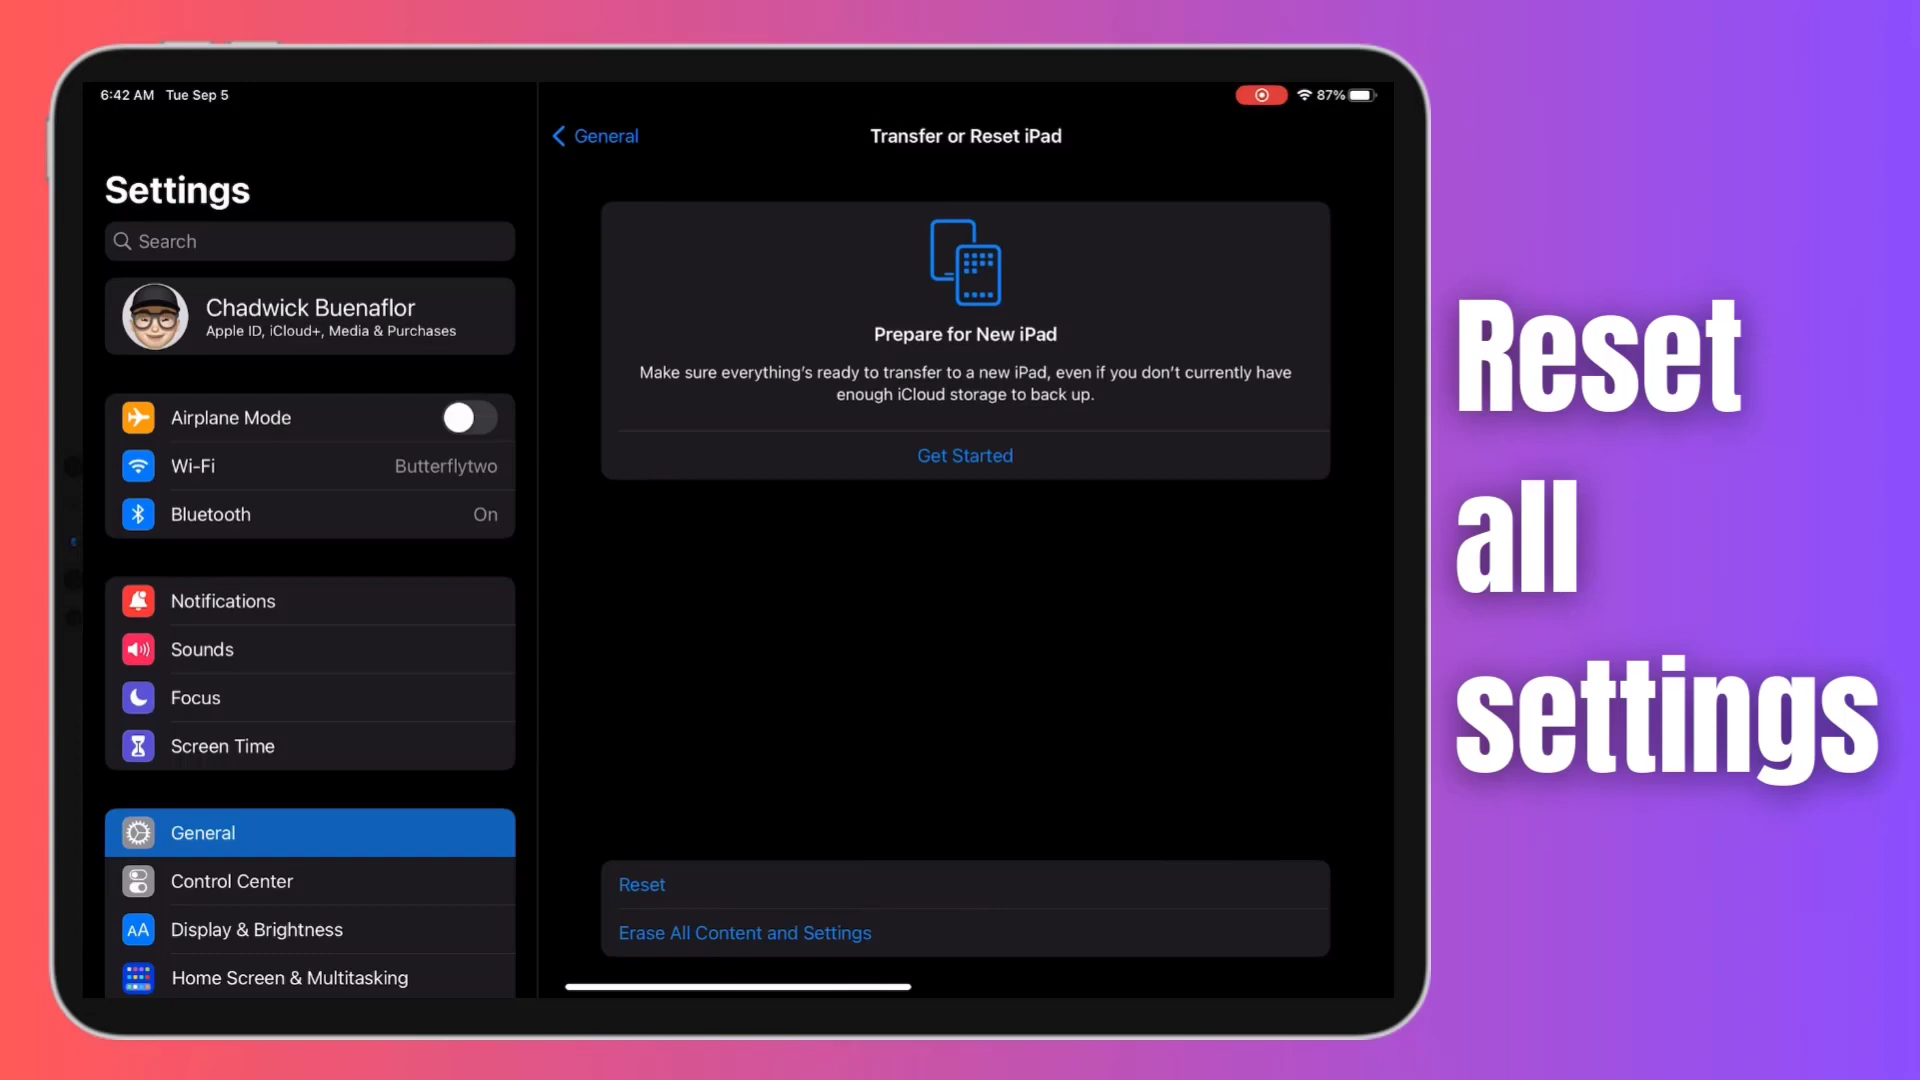 6:42 AM Tue Sep 5
87%
Settings
Search
Chadwick Buenaflor
Apple ID, iCloud+, Media & Purchases
Airplane Mode
Wi-Fi Butterflytwo
Bluetooth On
Notifications
Sounds
Focus
Screen Time
General
Control Center
AA Display & Brightness
Home Screen & Multitasking
General
Transfer or Reset iPad
Prepare for New iPad
Make sure everything’s ready to transfer to a new iPad, even if you don’t currently have
enough iCloud storage to back up.
Get Started
Reset
Erase All Content and Settings
Reset
all
settings